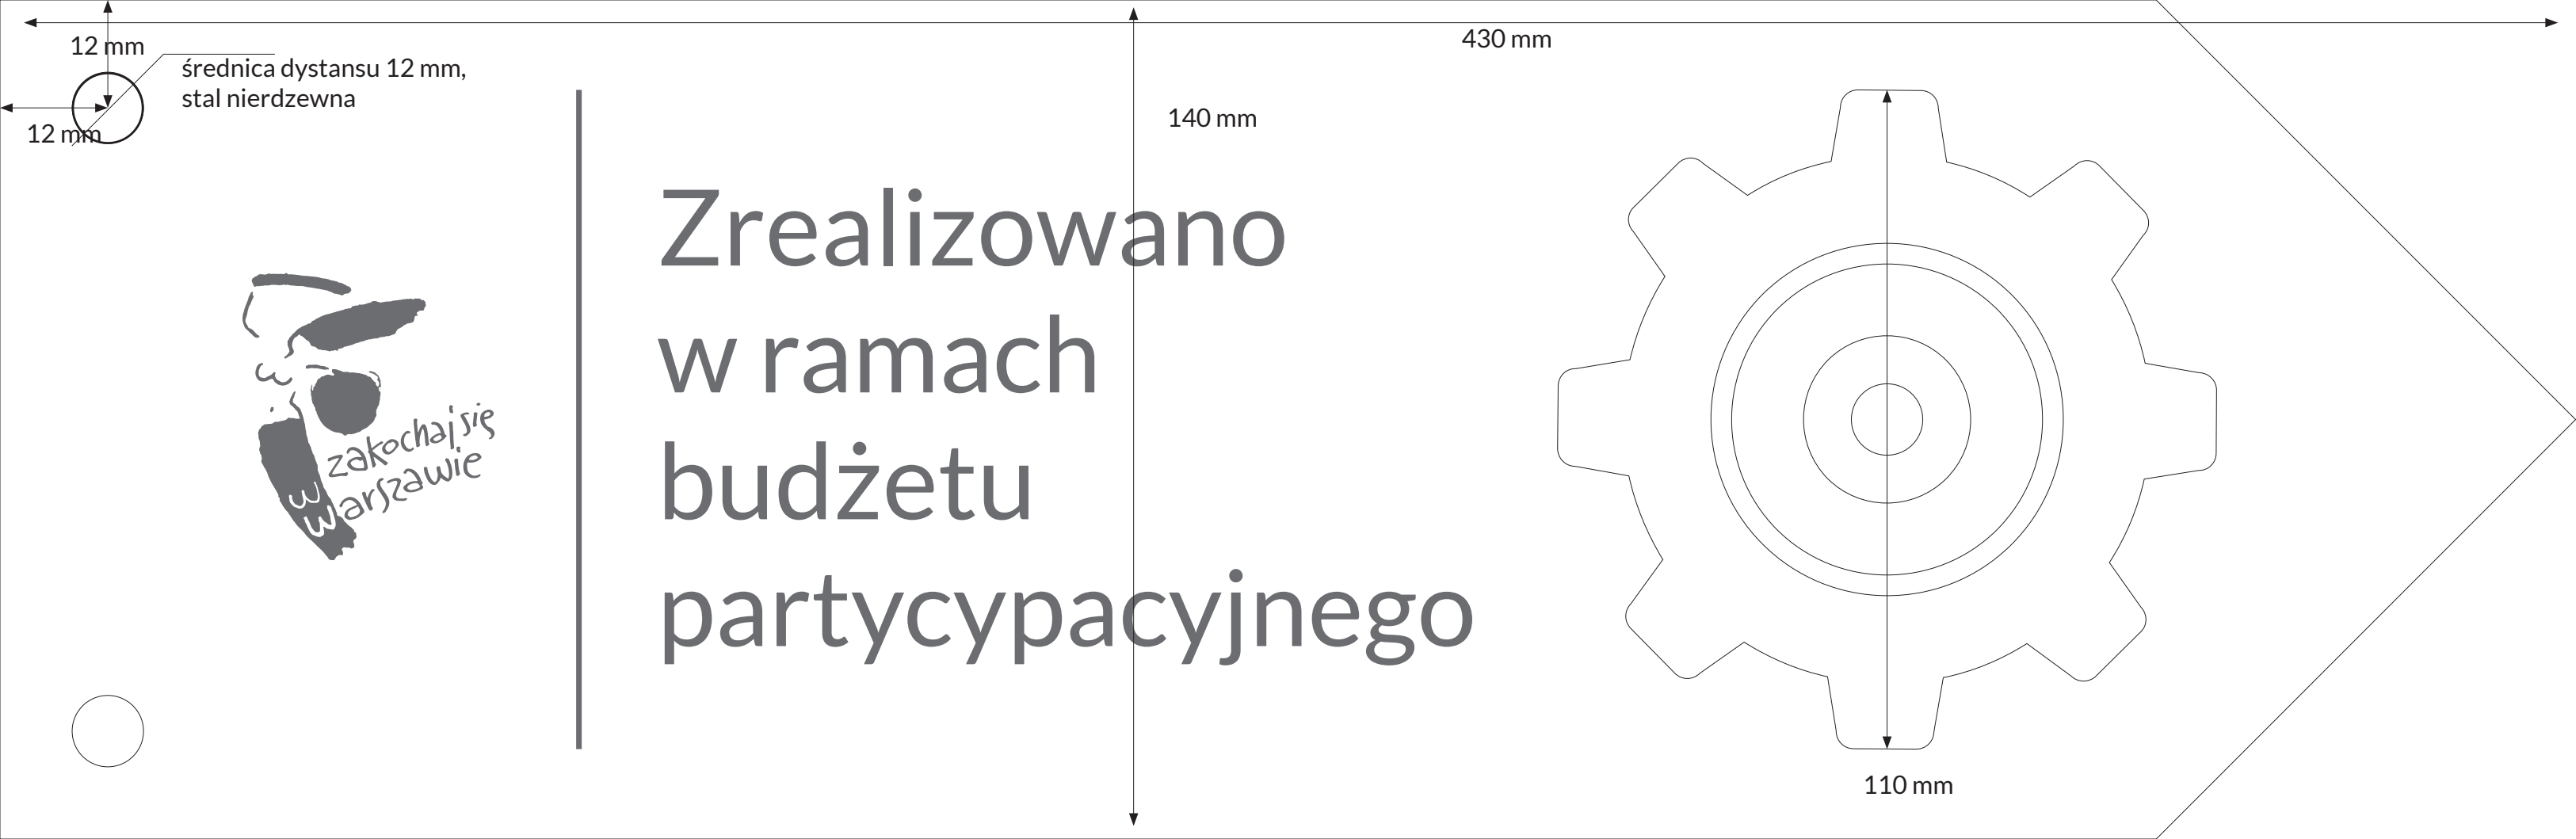 12 mm
średnica dystansu 12 mm,
stal nierdzewna
12 mm
430 mm
140 mm
Zrealizowano
w ramach
budżetu
partycypacyjnego
zakochaj się
w warszawie
110 mm